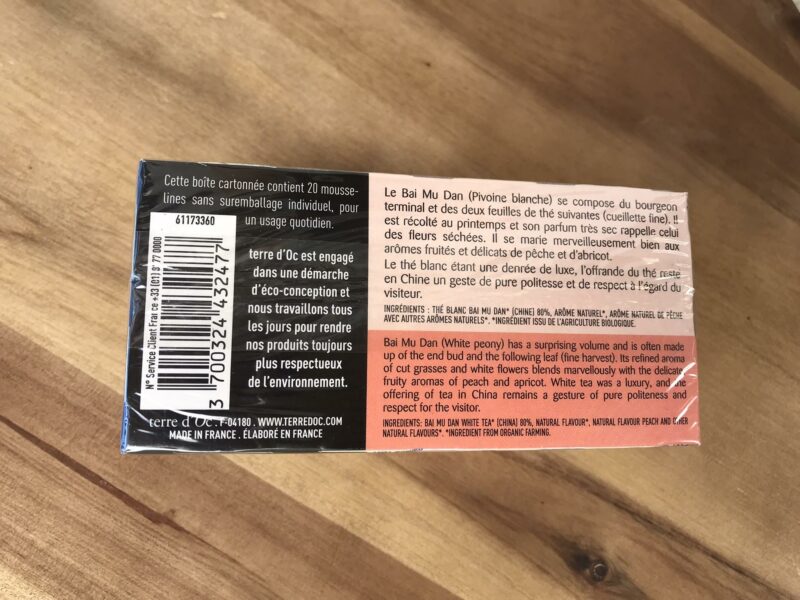 Cette boîte cartonnée contient 20 mousse-
lines sans suremballage individuel, pour
un usage quotidien.
61173360
N° Service Client France +33 (0)3 77 0000
3 700324 432477
terre d'Oc est engagé
dans une démarche
d'éco-conception et
nous travaillons tous
les jours pour rendre
nos produits toujours
plus respectueux
de l'environnement.
terre d'Oc. F-04180 . WWW.TERREDOC.COM
MADE IN FRANCE . ÉLABORÉ EN FRANCE
Le Bai Mu Dan (Pivoine blanche) se compose du bourgeon
terminal et des deux feuilles de thé suivantes (cueillette fine). Il
est récolté au printemps et son parfum très sec rappelle celui
des fleurs séchées. Il se marie merveilleusement bien aux
arômes fruités et délicats de pêche et d'abricot.
Le thé blanc étant une denrée de luxe, l'offrande du thé reste
en Chine un geste de pure politesse et de respect à l'égard du
visiteur.
INGRÉDIENTS : THÉ BLANC BAI MU DAN* (CHINE) 80%, ARÔME NATUREL*, ARÔME NATUREL DE PÊCHE
AVEC AUTRES ARÔMES NATURELS*. *INGRÉDIENT ISSU DE L'AGRICULTURE BIOLOGIQUE.
Bai Mu Dan (White peony) has a surprising volume and is often made
up of the end bud and the following leaf (fine harvest). Its refined aroma
of cut grasses and white flowers blends marvellously with the delicate
fruity aromas of peach and apricot. White tea was a luxury, and the
offering of tea in China remains a gesture of pure politeness and
respect for the visitor.
INGREDIENTS: BAI MU DAN WHITE TEA* (CHINA) 80%, NATURAL FLAVOUR*, NATURAL FLAVOUR PEACH AND OTHER
NATURAL FLAVOURS*. *INGREDIENT FROM ORGANIC FARMING.